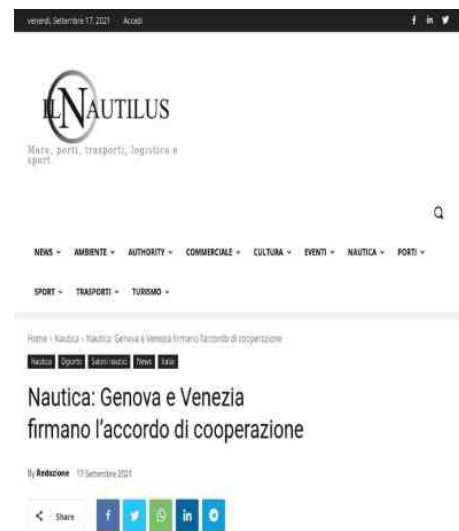 venerdì, Settembre 17, 2021 Accedi
IL NAUTILUS
Mare, porti, trasporti, logistica e
sport
NEWS AMBIENTE AUTHORITY COMMERCIALE CULTURA EVENTI NAUTICA PORTI
SPORT TRASPORTI TURISMO
Home › Nautica › Nautica: Genova e Venezia firmano l'accordo di cooperazione
Nautica Diporto Saloni nautici News Italia
Nautica: Genova e Venezia
firmano l'accordo di cooperazione
By Redazione 17 Settembre 2021
Share